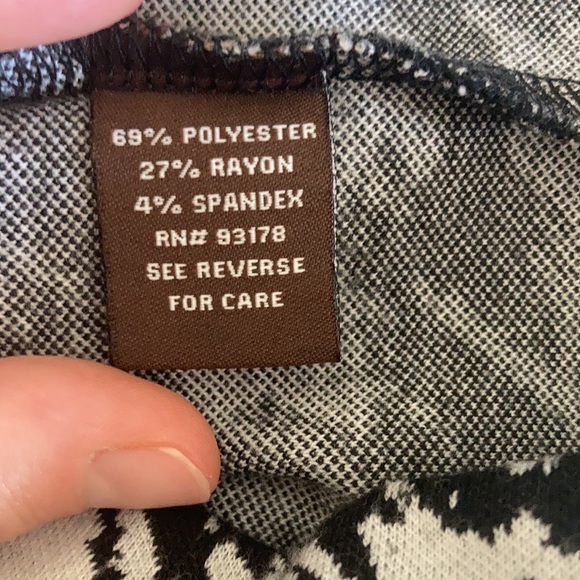 69% POLYESTER
27% RAYON
4% SPANDEX
RN# 93178
SEE REVERSE
FOR CARE